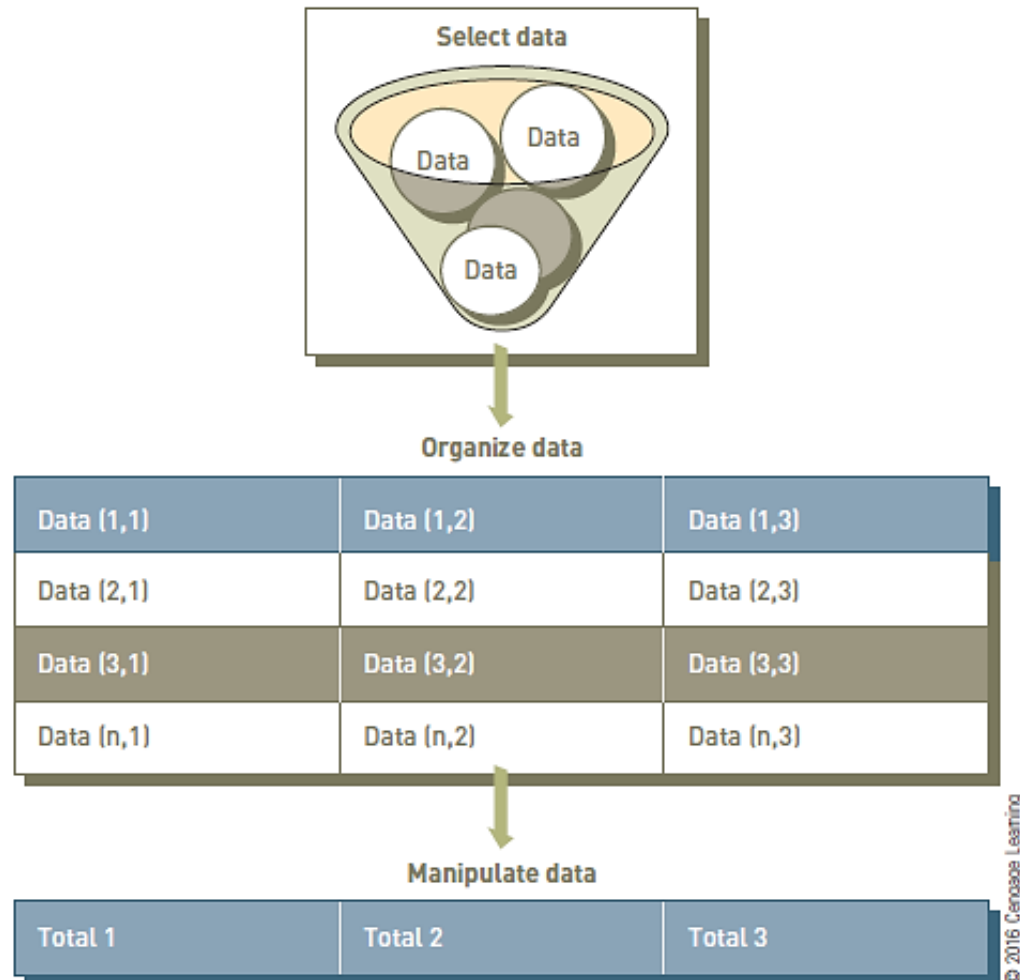 Select data
Data
Data
Data
Organize data
Data (1,1) Data (1,2) Data (1,3)
Data (2,1) Data (2,2) Data (2,3)
Data (3,1) Data (3,2) Data (3,3)
Data (n,1) Data (n,2) Data (n,3)
Manipulate data
Total 1 Total 2 Total 3
© 2016 Cengage Learning